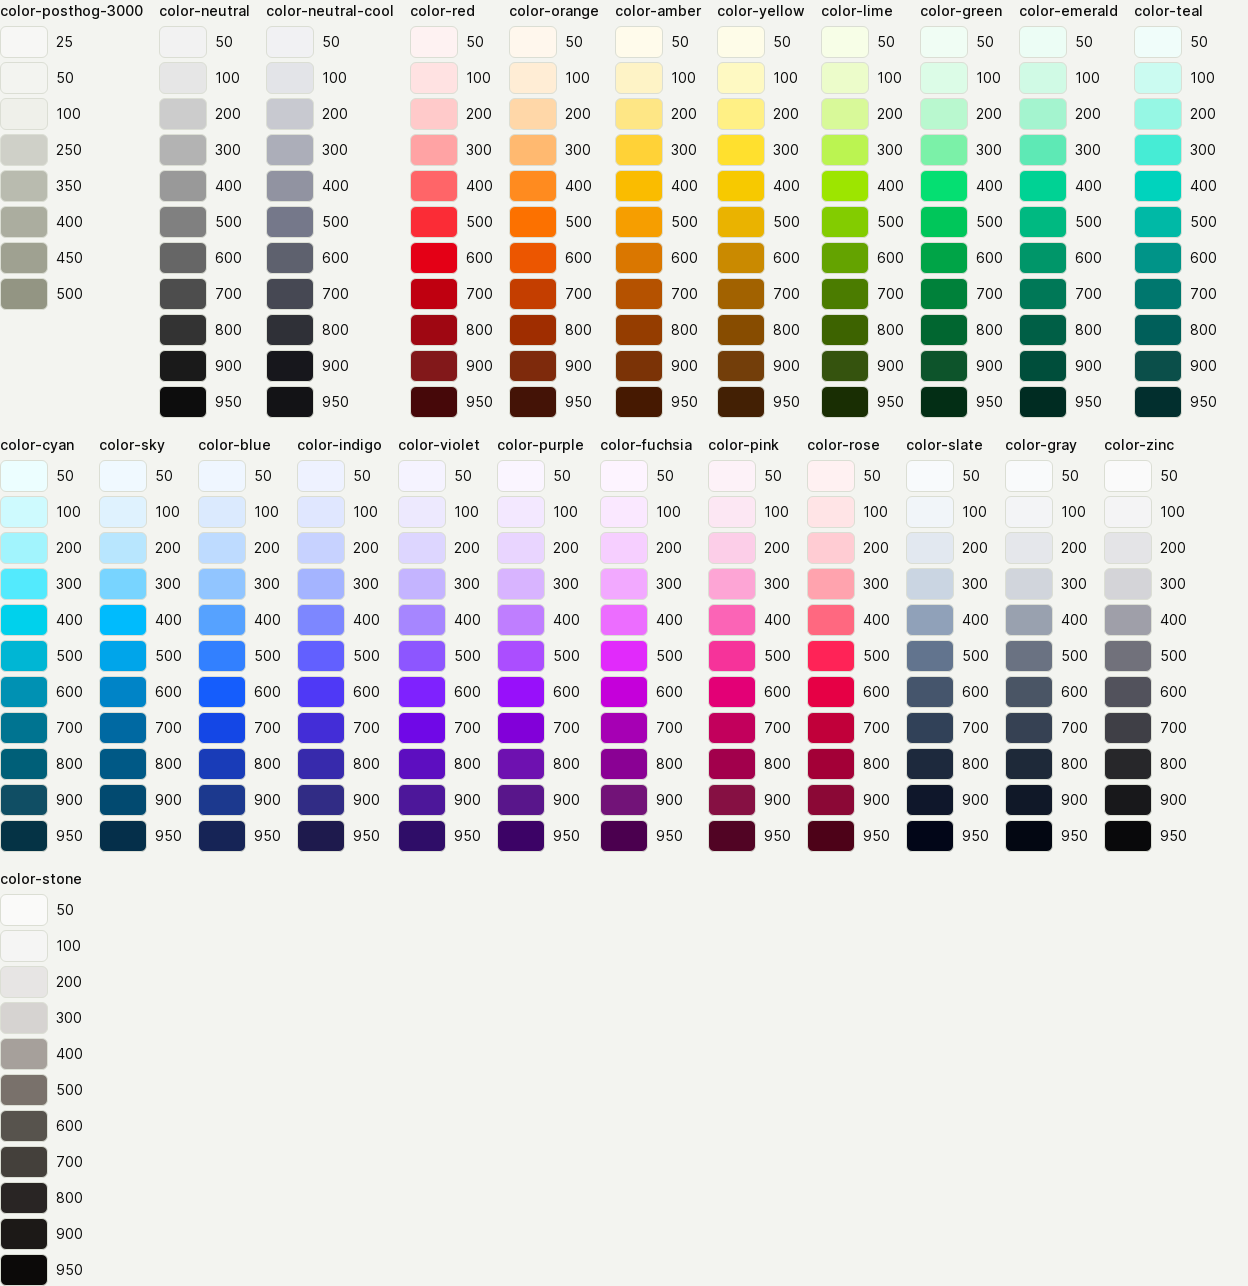 color-posthog-3000 color-neutral color-neutral-cool color-red color-orange color-amber color-yellow color-lime color-green color-emerald color-teal
25 50 50 50 50 50 50 50 50 50 50
50 100 100 100 100 100 100 100 100 100 100
100 200 200 200 200 200 200 200 200 200 200
250 300 300 300 300 300 300 300 300 300 300
350 400 400 400 400 400 400 400 400 400 400
400 500 500 500 500 500 500 500 500 500 500
450 600 600 600 600 600 600 600 600 600 600
500 700 700 700 700 700 700 700 700 700 700
800 800 800 800 800 800 800 800 800 800
900 900 900 900 900 900 900 900 900 900
950 950 950 950 950 950 950 950 950 950
color-cyan color-sky color-blue color-indigo color-violet color-purple color-fuchsia color-pink color-rose color-slate color-gray color-zinc
50 50 50 50 50 50 50 50 50 50 50 50
100 100 100 100 100 100 100 100 100 100 100 100
200 200 200 200 200 200 200 200 200 200 200 200
300 300 300 300 300 300 300 300 300 300 300 300
400 400 400 400 400 400 400 400 400 400 400 400
500 500 500 500 500 500 500 500 500 500 500 500
600 600 600 600 600 600 600 600 600 600 600 600
700 700 700 700 700 700 700 700 700 700 700 700
800 800 800 800 800 800 800 800 800 800 800 800
900 900 900 900 900 900 900 900 900 900 900 900
950 950 950 950 950 950 950 950 950 950 950 950
color-stone
50
100
200
300
400
500
600
700
800
900
950